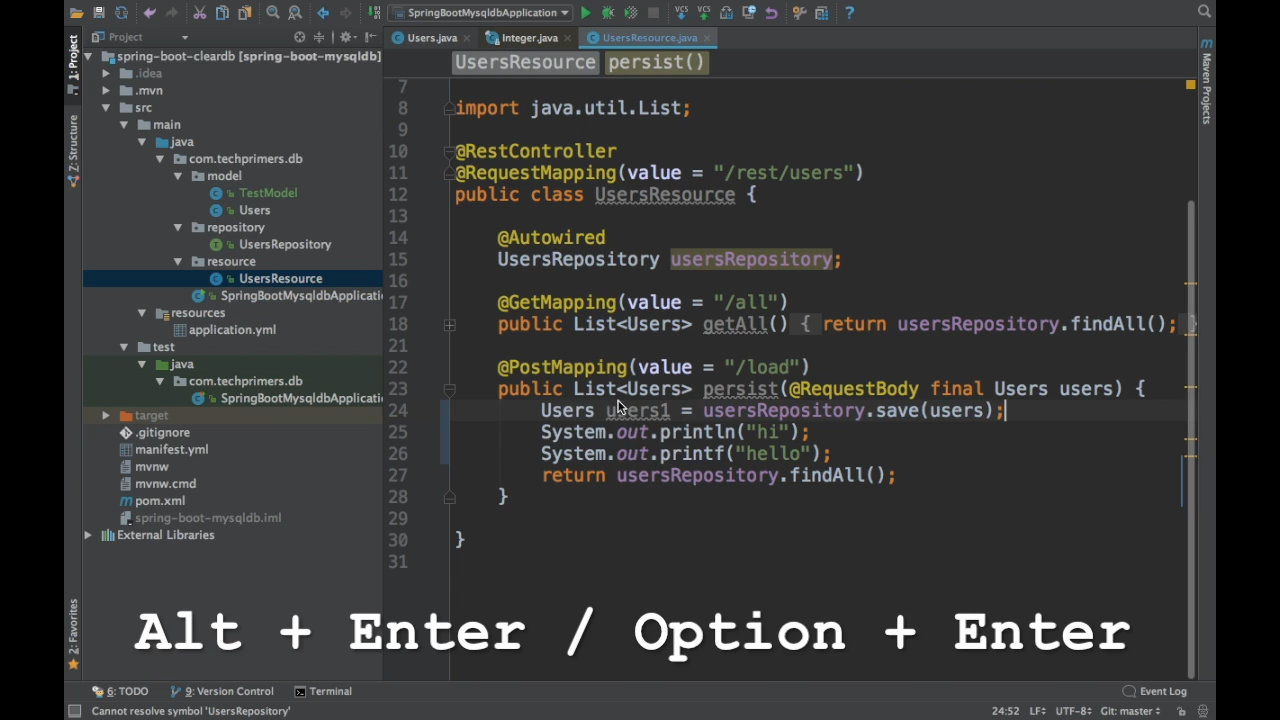 SpringBootMysqldbApplication
Project
Users.java
Integer.java
UsersResource.java
1: Project
Z: Structure
2: Favorites
Maven Projects
spring-boot-cleardb [spring-boot-mysqldb]
.idea
.mvn
src
main
java
com.techprimers.db
model
TestModel
Users
repository
UsersRepository
resource
UsersResource
SpringBootMysqldbApplicati
resources
application.yml
test
java
com.techprimers.db
SpringBootMysqldbApplicati
target
.gitignore
manifest.yml
mvnw
mvnw.cmd
pom.xml
spring-boot-mysqldb.iml
External Libraries
UsersResource persist()
7
8 import java.util.List;
9
10 @RestController
11 @RequestMapping(value = "/rest/users")
12 public class UsersResource {
13
14 @Autowired
15 UsersRepository usersRepository;
16
17 @GetMapping(value = "/all")
18 public List<Users> getAll() { return usersRepository.findAll(); }
21
22 @PostMapping(value = "/load")
23 public List<Users> persist(@RequestBody final Users users) {
24 Users users1 = usersRepository.save(users);
25 System.out.println("hi");
26 System.out.printf("hello");
27 return usersRepository.findAll();
28 }
29
30 }
31
Alt + Enter / Option + Enter
6: TODO 9: Version Control Terminal Event Log
Cannot resolve symbol 'UsersRepository' 24:52 LF UTF-8 Git: master